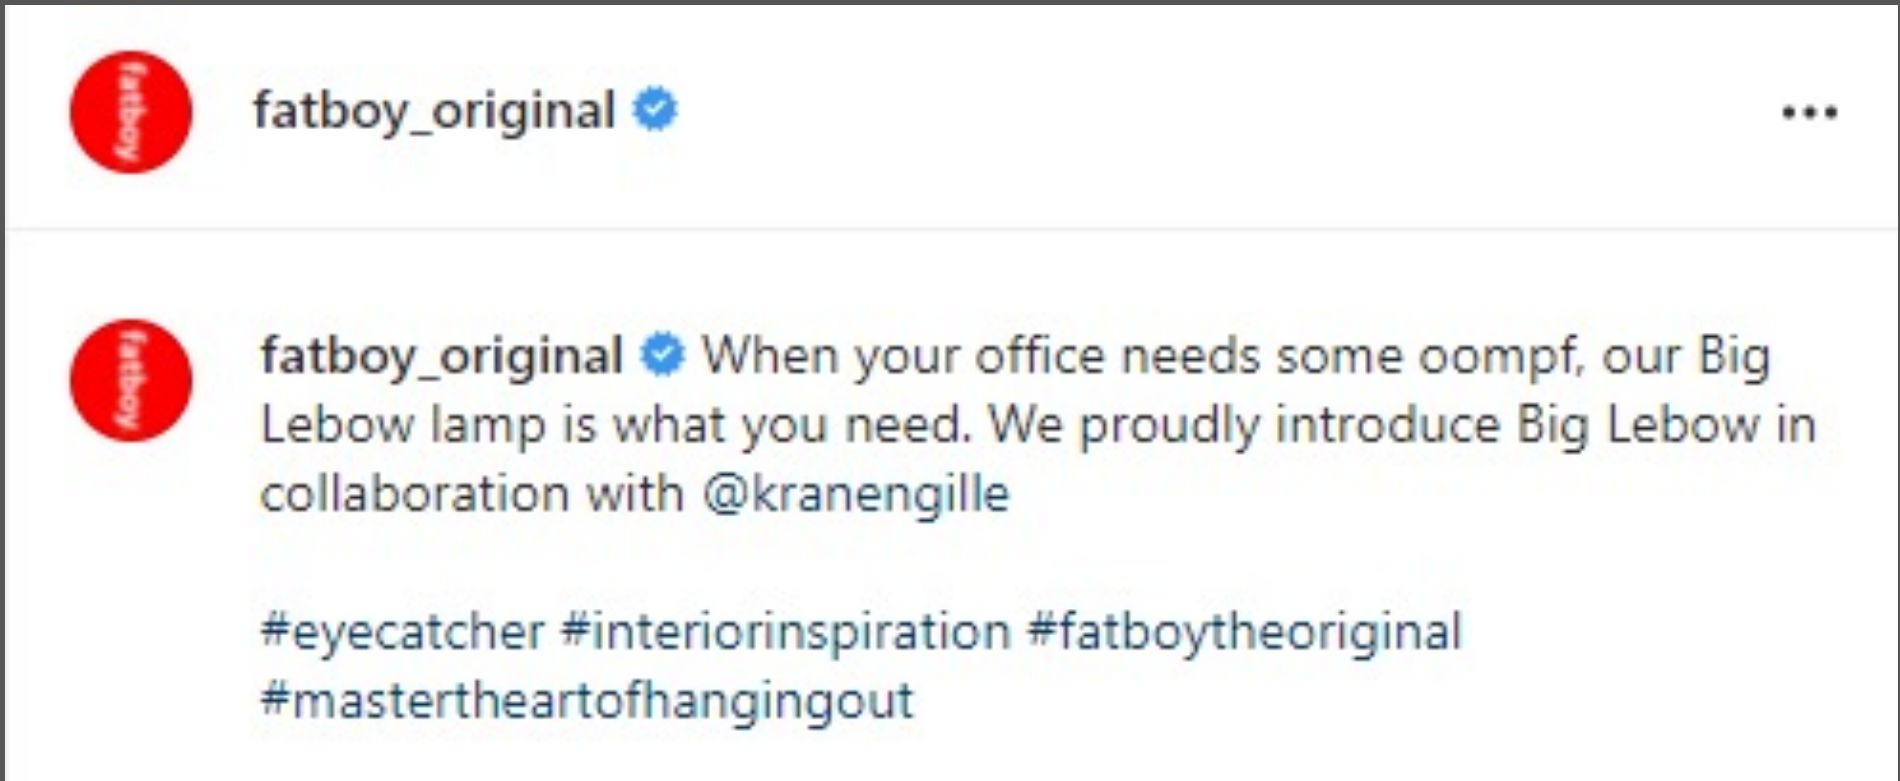 fatboy
fatboy_original
fatboy
fatboy_original When your office needs some oompf, our Big
Lebow lamp is what you need. We proudly introduce Big Lebow in
collaboration with @kranengille
#eyecatcher #interiorinspiration #fatboytheoriginal
#mastertheartofhangingout